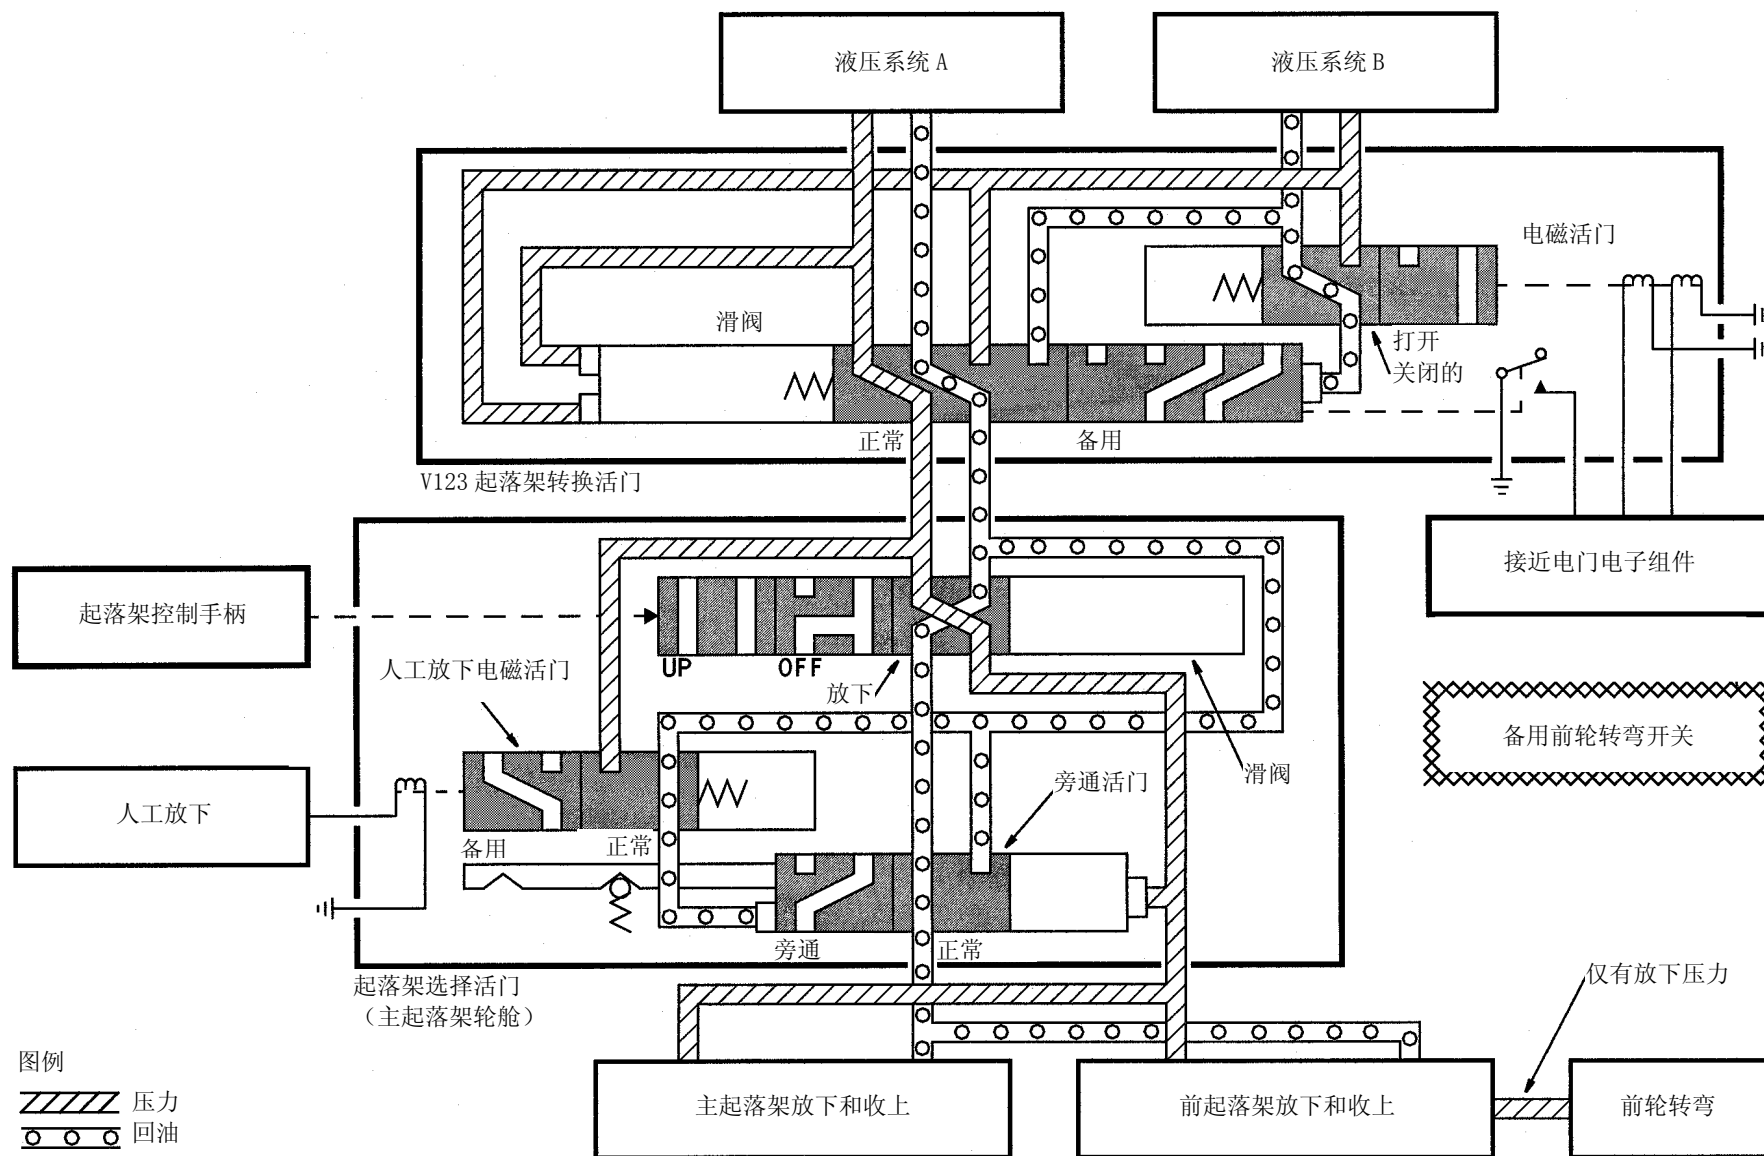 液压系统 A
液压系统 B
电磁活门
滑阀
打开
关闭的
正常
备用
V123 起落架转换活门
接近电门电子组件
起落架控制手柄
UP
OFF
放下
人工放下电磁活门
滑阀
备用前轮转弯开关
旁通活门
人工放下
备用
正常
旁通
正常
起落架选择活门
（主起落架轮舱）
仅有放下压力
图例
压力
回油
主起落架放下和收上
前起落架放下和收上
前轮转弯